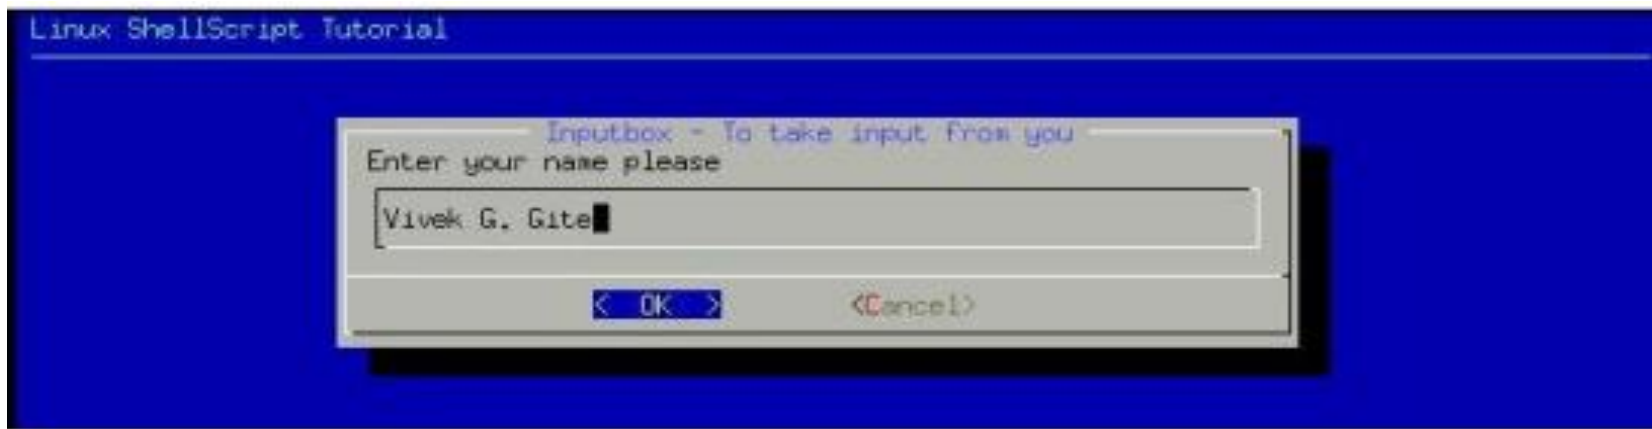 Linux ShellScript Tutorial
Inputbox - To take input from you
Enter your name please
Vivek G. Gite
< OK > <Cancel>